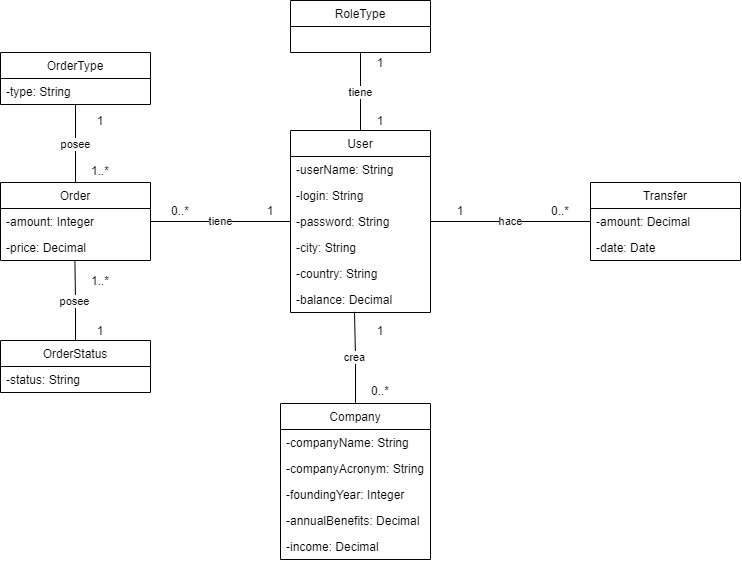 RoleType
1
tiene
1
OrderType
-type: String
1
posee
1..*
Order
-amount: Integer
-price: Decimal
0..*
tiene
1
User
-userName: String
-login: String
-password: String
-city: String
-country: String
-balance: Decimal
1
hace
0..*
Transfer
-amount: Decimal
-date: Date
1..*
posee
1
OrderStatus
-status: String
1
crea
0..*
Company
-companyName: String
-companyAcronym: String
-foundingYear: Integer
-annualBenefits: Decimal
-income: Decimal